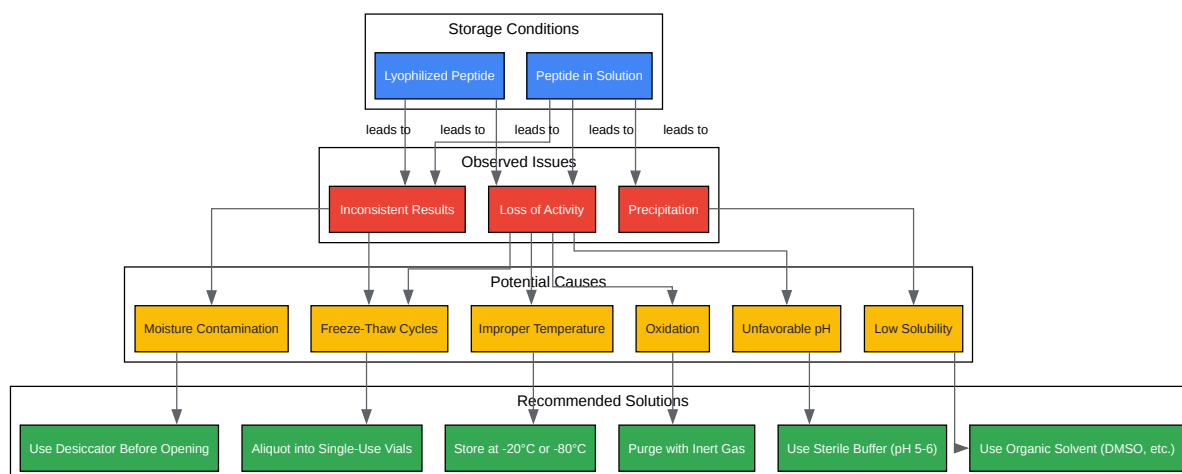 Storage Conditions
Lyophilized Peptide
Peptide in Solution
leads to
leads to
leads to
leads to
leads to
Observed Issues
Inconsistent Results
Loss of Activity
Precipitation
Potential Causes
Moisture Contamination
Freeze-Thaw Cycles
Improper Temperature
Oxidation
Unfavorable pH
Low Solubility
Recommended Solutions
Use Desiccator Before Opening
Aliquot into Single-Use Vials
Store at -20°C or -80°C
Purge with Inert Gas
Use Sterile Buffer (pH 5-6)
Use Organic Solvent (DMSO, etc.)